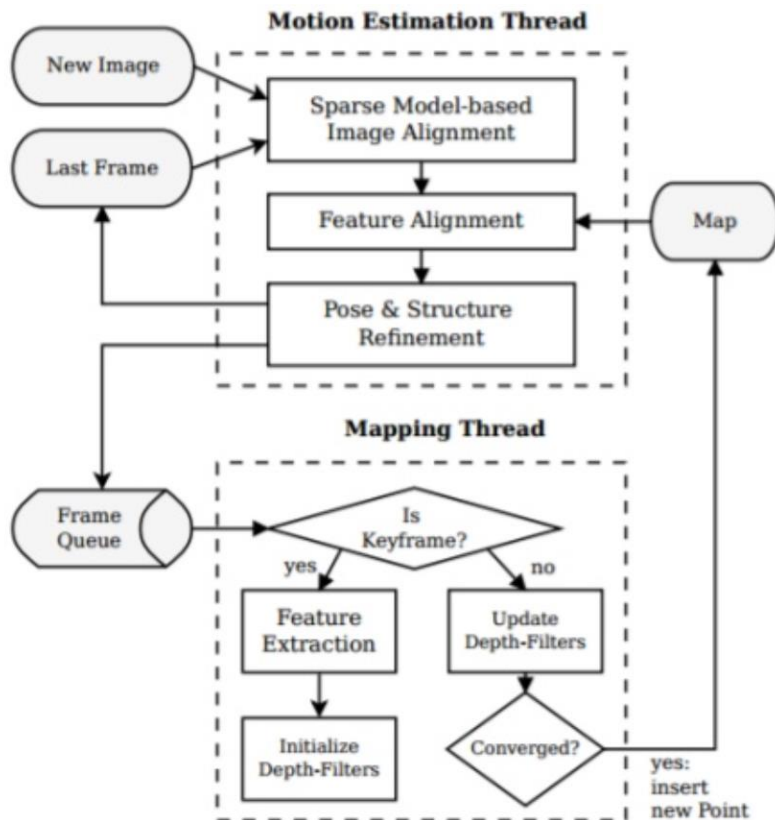 Motion Estimation Thread
New Image
Sparse Model-based
Image Alignment
Last Frame
Feature Alignment
Map
Pose & Structure
Refinement
Mapping Thread
Frame
Queue
Is
Keyframe?
yes
no
Feature
Extraction
Update
Depth-Filters
Initialize
Depth-Filters
Converged?
yes:
insert
new Point